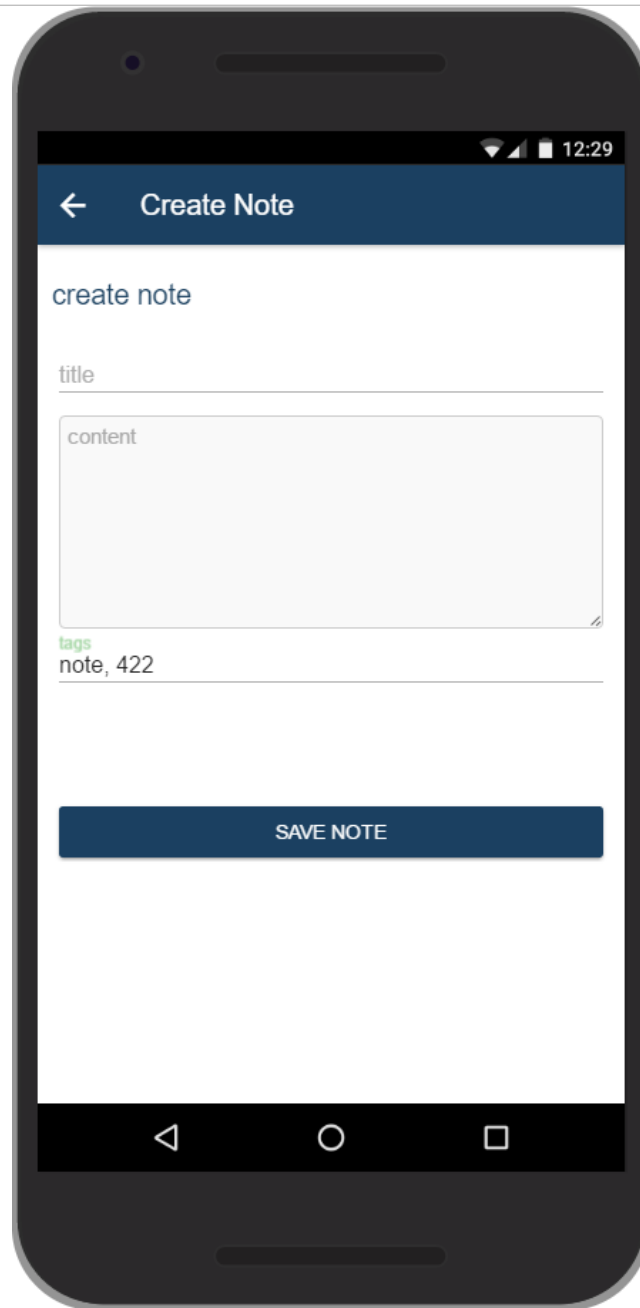 12:29
Create Note
create note
title
content
tags
note, 422
SAVE NOTE